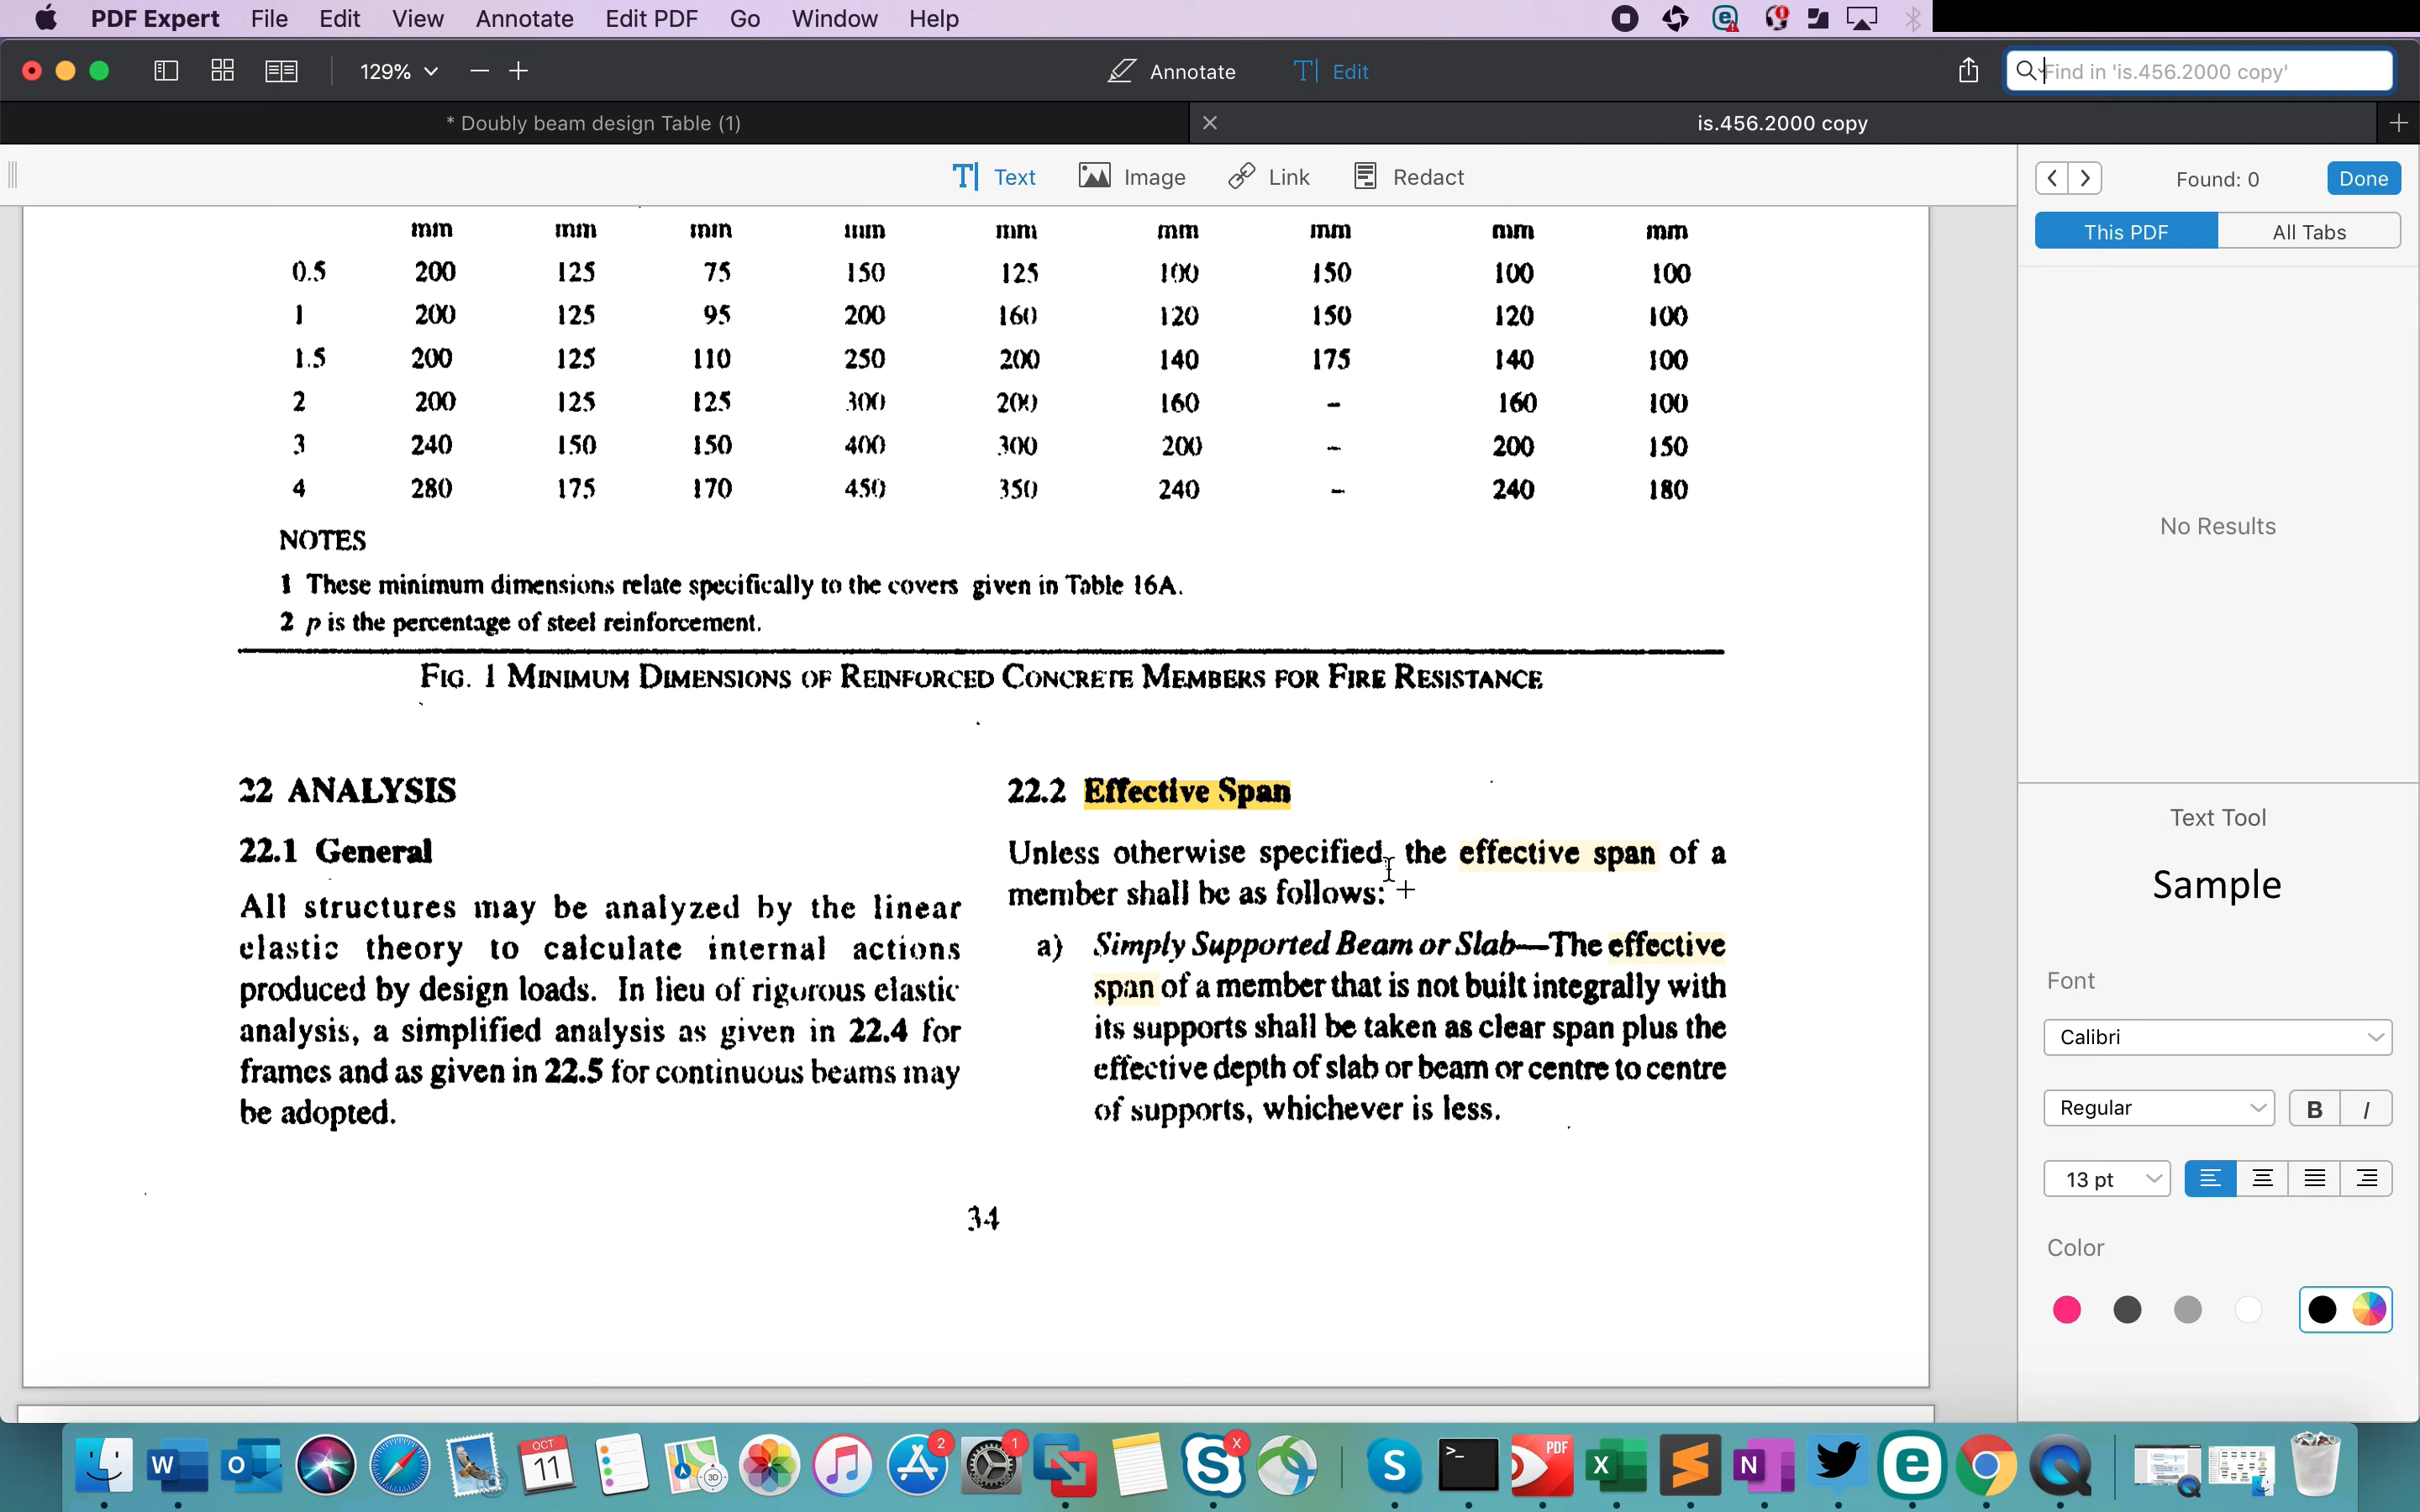 PDF Expert File Edit View Annotate Edit PDF Go Window Help
129% Annotate Edit Find in 'is.456.2000 copy'
* Doubly beam design Table (1) is.456.2000 copy
Text Image Link Redact
Found: 0 Done
This PDF All Tabs
No Results
mm mm mm mm mm mm mm mm mm
0.5 200 125 75 150 125 100 150 100 100
1 200 125 95 200 160 120 150 120 100
1.5 200 125 110 250 200 140 175 140 100
2 200 125 125 300 200 160 – 160 100
3 240 150 150 400 300 200 – 200 150
4 280 175 170 450 350 240 – 240 180
NOTES
1 These minimum dimensions relate specifically to the covers given in Table 16A.
2 p is the percentage of steel reinforcement.
FIG. 1 MINIMUM DIMENSIONS OF REINFORCED CONCRETE MEMBERS FOR FIRE RESISTANCE
22 ANALYSIS
22.1 General
All structures may be analyzed by the linear
elastic theory to calculate internal actions
produced by design loads. In lieu of rigorous elastic
analysis, a simplified analysis as given in 22.4 for
frames and as given in 22.5 for continuous beams may
be adopted.
22.2 Effective Span
Unless otherwise specified, the effective span of a
member shall be as follows:
a) Simply Supported Beam or Slab—The effective
span of a member that is not built integrally with
its supports shall be taken as clear span plus the
effective depth of slab or beam or centre to centre
of supports, whichever is less.
34
Text Tool
Sample
Font
Calibri
Regular B I
13 pt
Color
W O OCT 11 3D 2 1 S X S >_ PDF X S N e